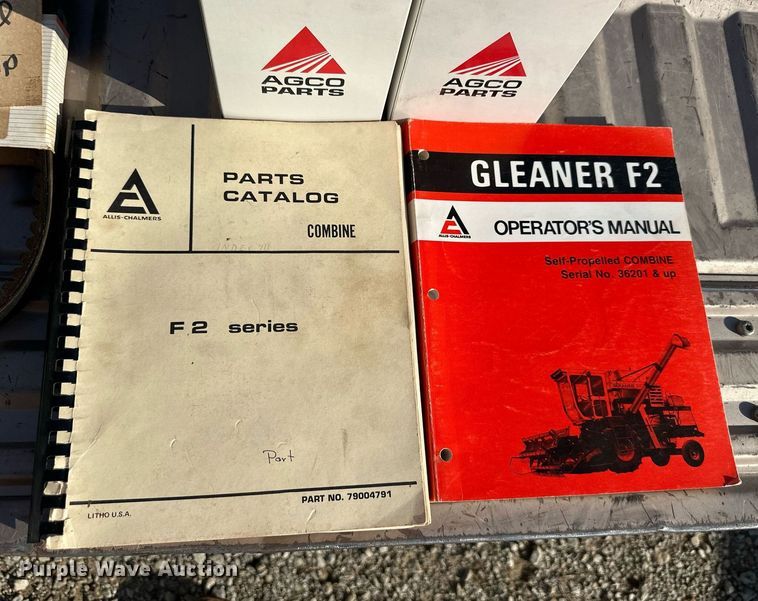 p
AGCO
PARTS
AGCO
PARTS
ALLIS-CHALMERS
PARTS
CATALOG
COMBINE
F2 series
Part
PART NO. 79004791
LITHO U.S.A.
GLEANER F2
ALLIS-CHALMERS
OPERATOR'S MANUAL
Self-Propelled COMBINE
Serial No. 36201 & up
Purple Wave Auction